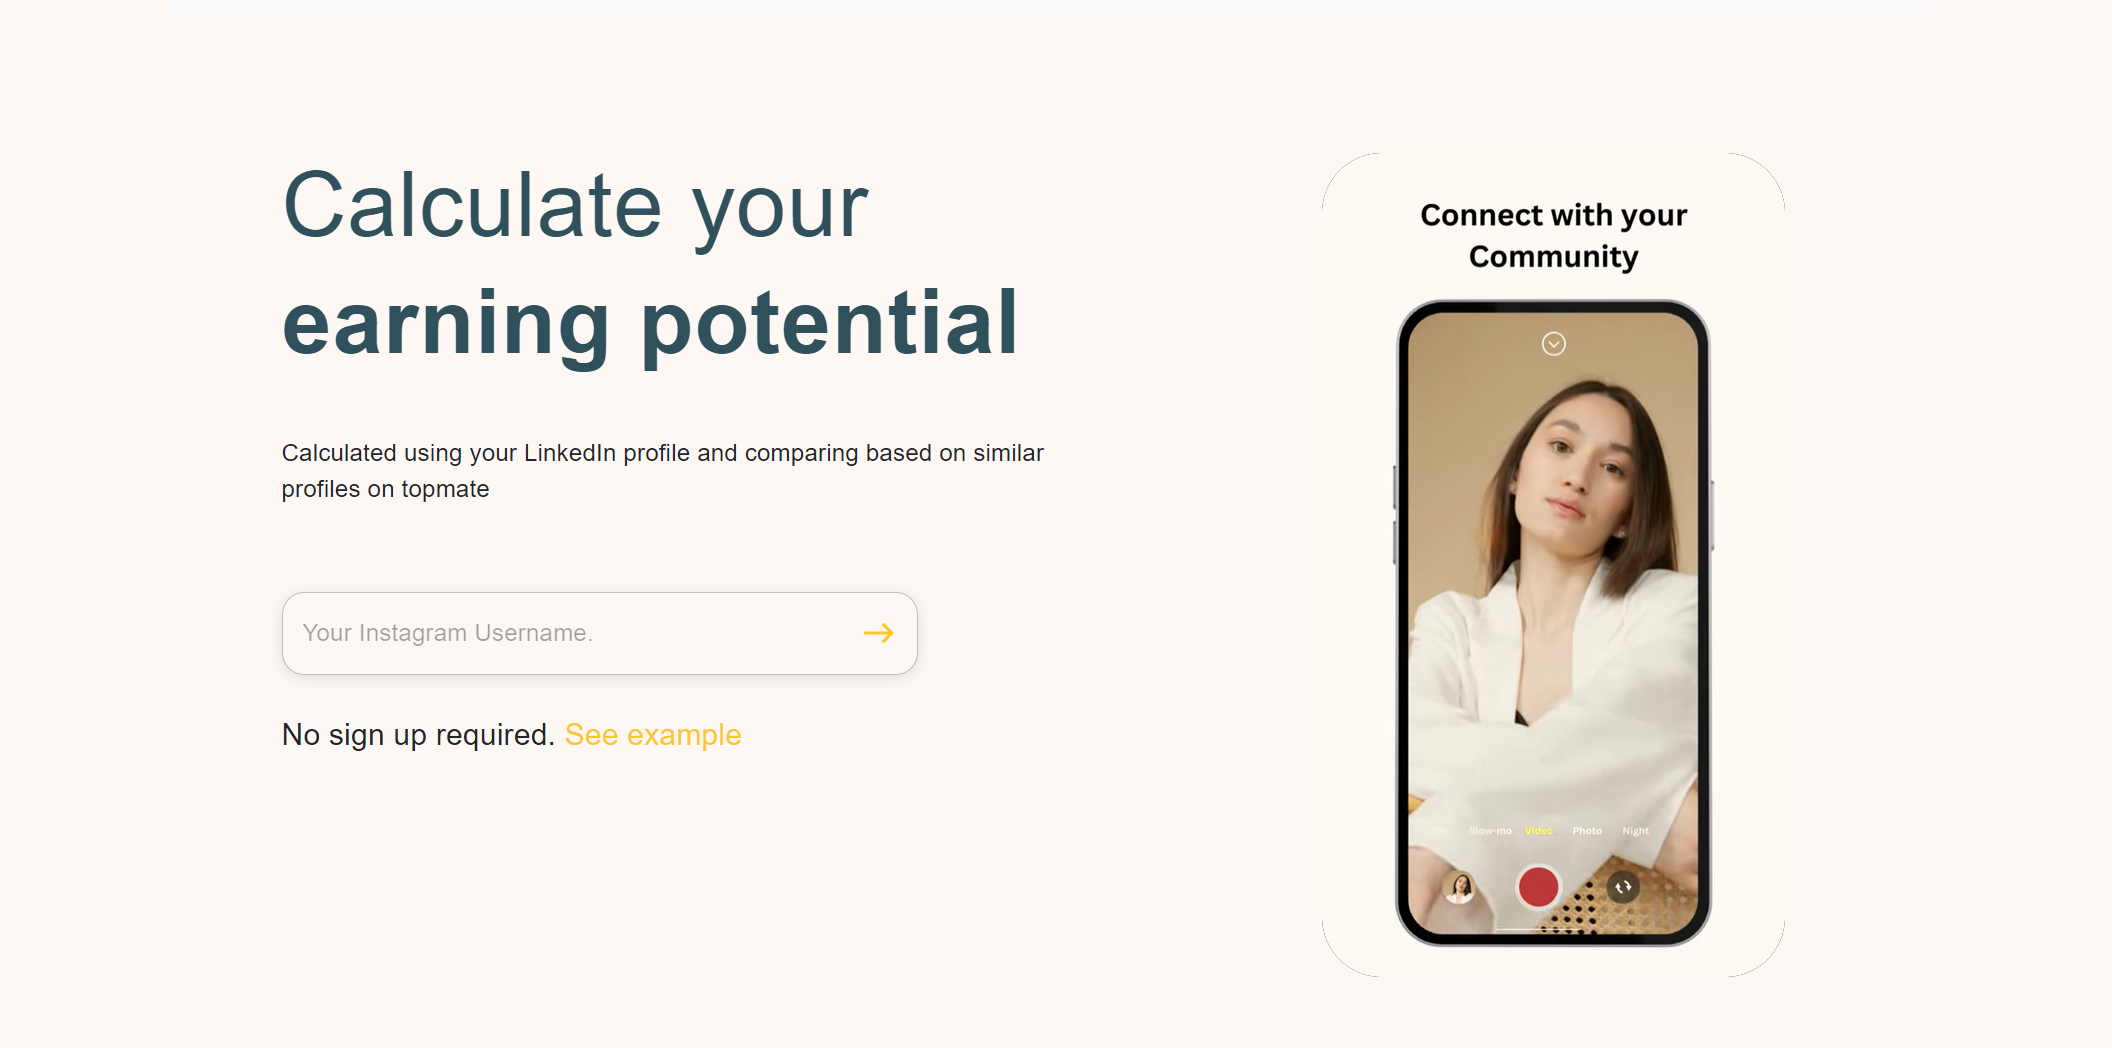 Calculate your
earning potential
Calculated using your LinkedIn profile and comparing based on similar
profiles on topmate
Your Instagram Username.
No sign up required. See example
Connect with your
Community
Slow-mo Video Photo Night